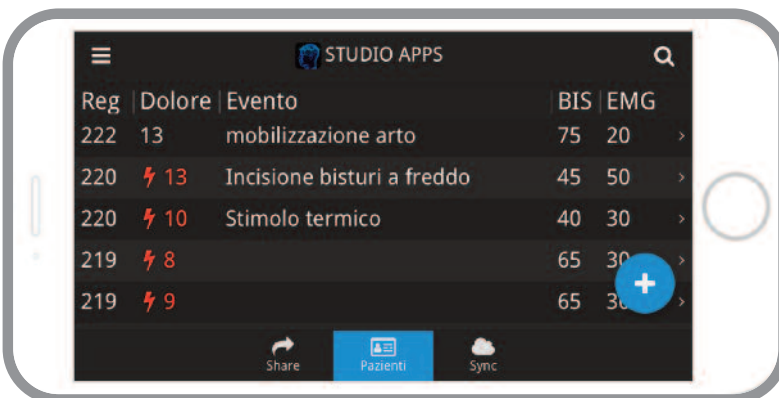 STUDIO APPS
Reg Dolore Evento BIS EMG
222 13 mobilizzazione arto 75 20
220 13 Incisione bisturi a freddo 45 50
220 10 Stimolo termico 40 30
219 8 65 30
219 9 65
Share Pazienti Sync